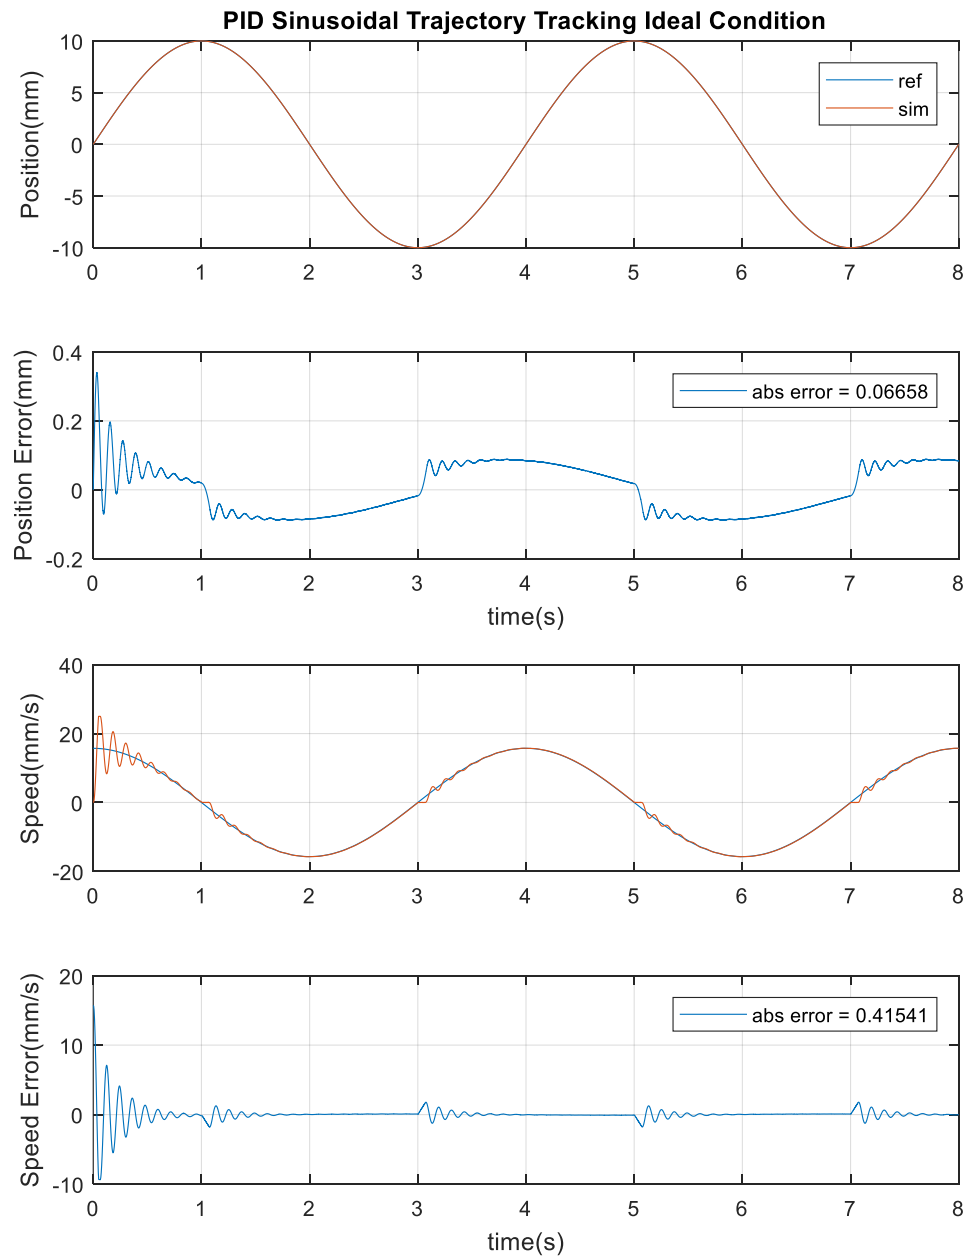 PID Sinusoidal Trajectory Tracking Ideal Condition
Position(mm)
10
5
0
-5
-10
ref
sim
0 1 2 3 4 5 6 7 8
Position Error(mm)
0.4
0.2
0
-0.2
abs error = 0.06658
0 1 2 3 4 5 6 7 8
time(s)
Speed(mm/s)
40
20
0
-20
0 1 2 3 4 5 6 7 8
Speed Error(mm/s)
20
10
0
-10
abs error = 0.41541
0 1 2 3 4 5 6 7 8
time(s)